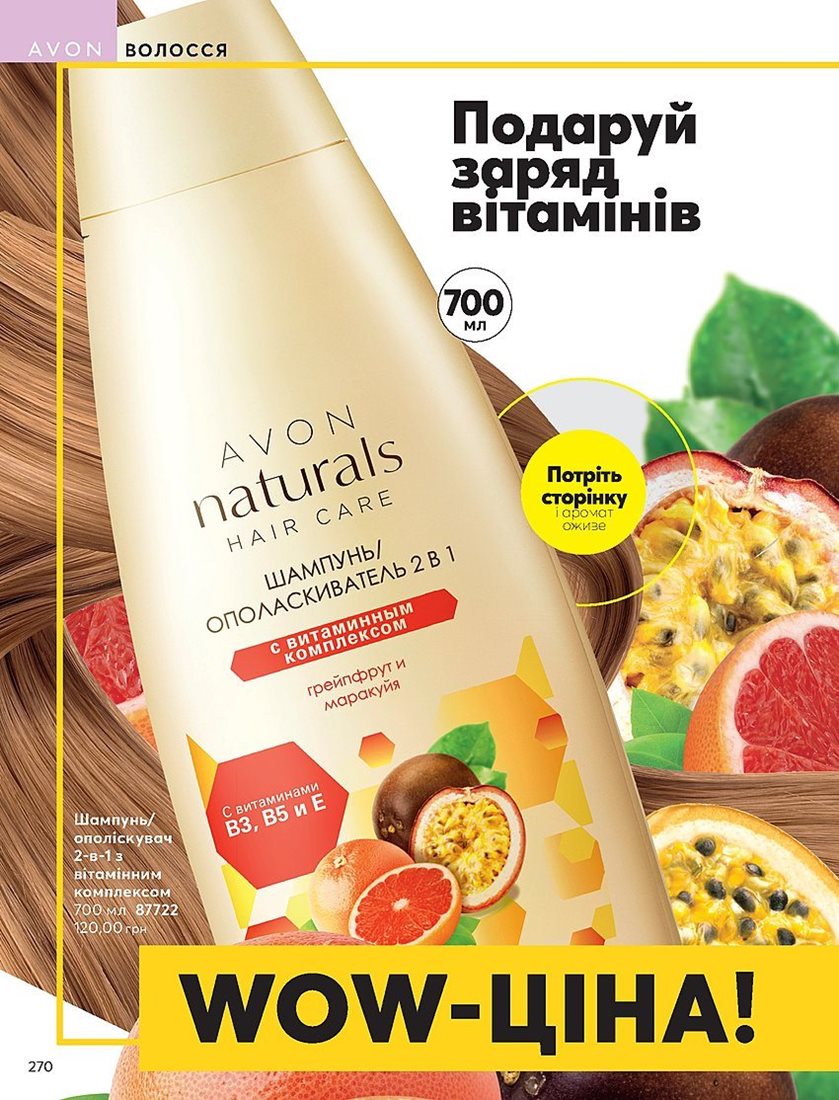 AVON ВОЛОССЯ
Подаруй
заряд
вітамінів
700
мл
AVON
naturals
HAIR CARE
ШАМПУНЬ/
ОПОЛАСКИВАТЕЛЬ 2 В 1
С ВИТАМИННЫМ
КОМПЛЕКСОМ
грейпфрут и
маракуйя
Потріть
сторінку
і аромат
оживе
С витаминами
B3, B5 и E
Шампунь/
ополіскувач
2-в-1 з
вітамінним
комплексом
700 мл 87722
120,00 грн
WOW-ЦІНА!
270